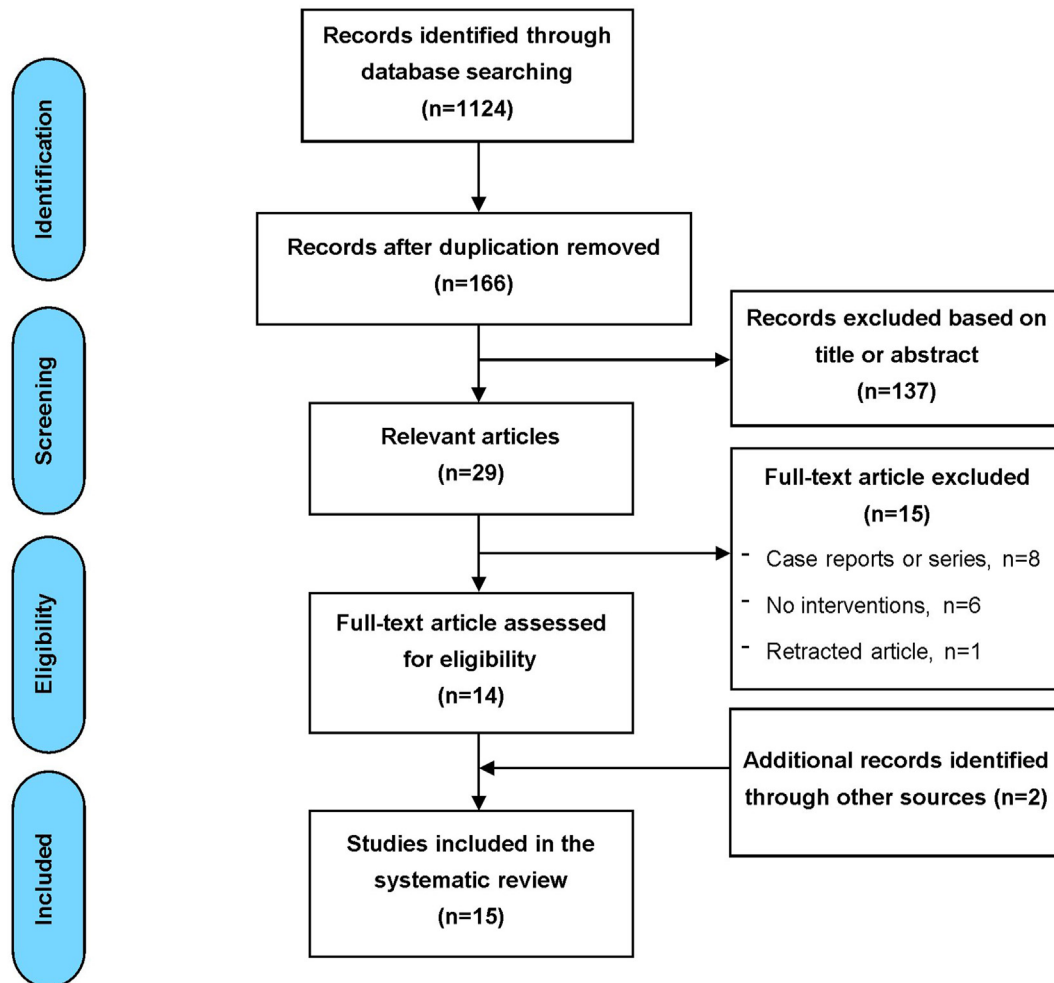 Identification
Screening
Eligibility
Included
Records identified through
database searching
(n=1124)
Records after duplication removed
(n=166)
Records excluded based on
title or abstract
(n=137)
Relevant articles
(n=29)
Full-text article excluded
(n=15)
- Case reports or series, n=8
- No interventions, n=6
- Retracted article, n=1
Full-text article assessed
for eligibility
(n=14)
Additional records identified
through other sources (n=2)
Studies included in the
systematic review
(n=15)